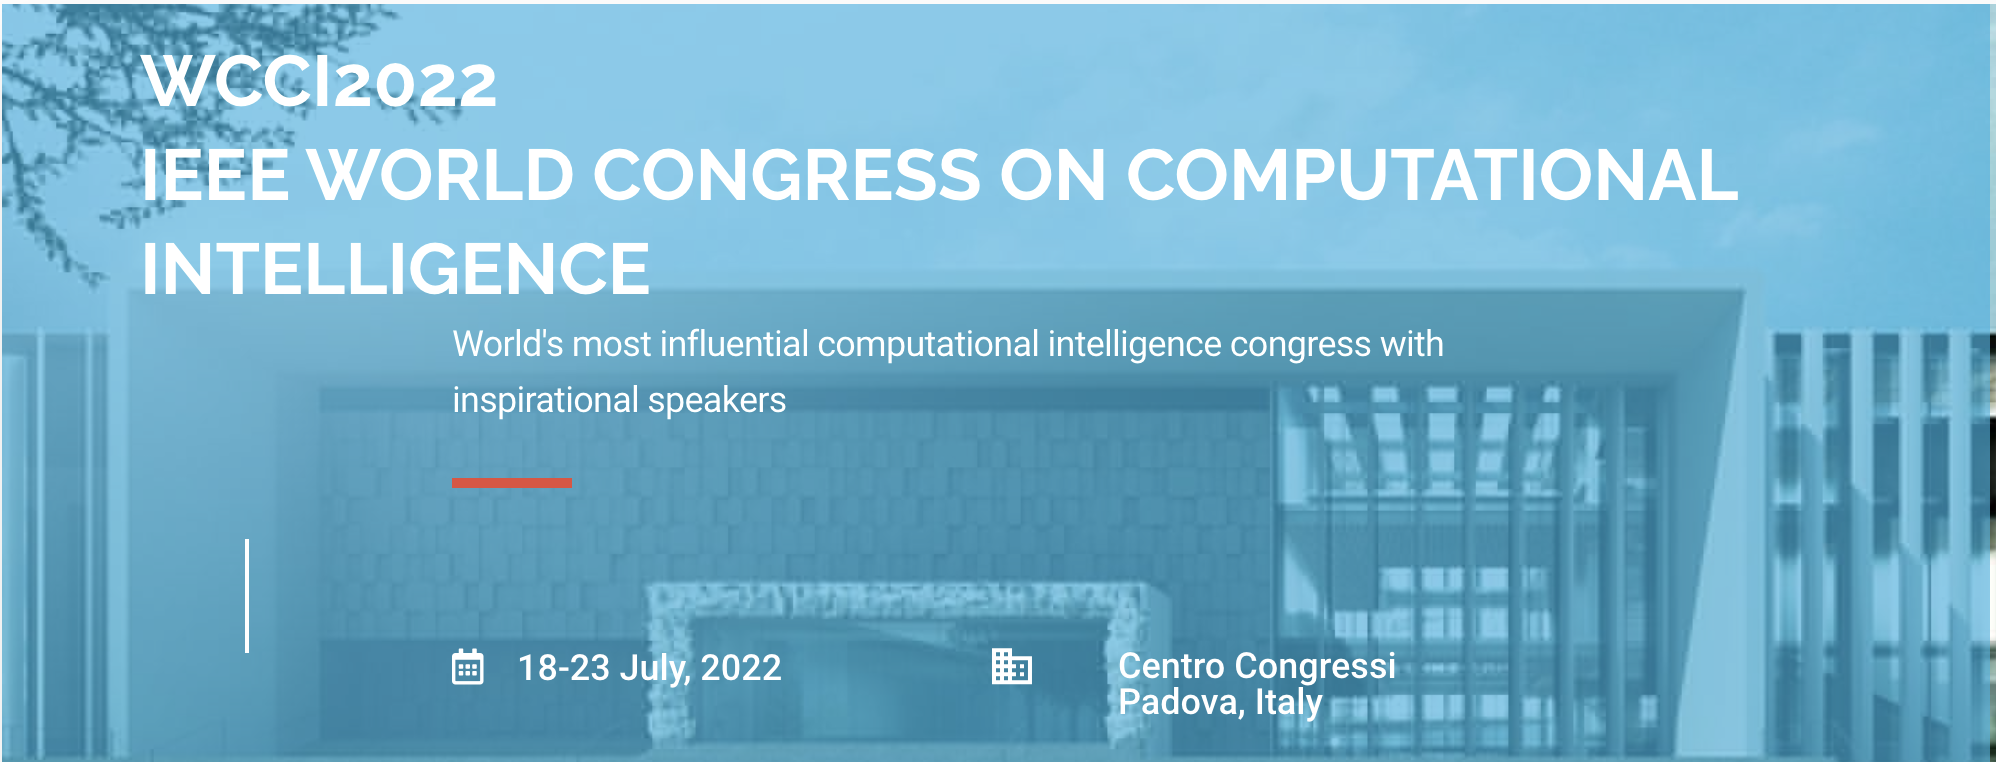 WCCI2022
IEEE WORLD CONGRESS ON COMPUTATIONAL
INTELLIGENCE
World's most influential computational intelligence congress with
inspirational speakers
18-23 July, 2022
Centro Congressi
Padova, Italy